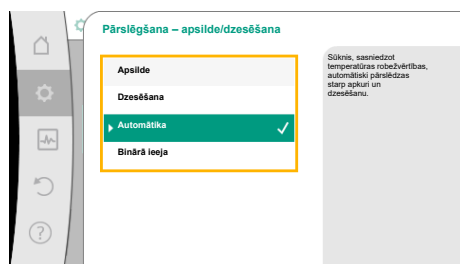 Pārslēgšana – apsilde/dzesēšana
Apsilde
Dzesēšana
Automātika
Binārā ieeja
Sūknis, sasniedzot
temperatūras robežvērtības,
automātiski pārslēdzas
starp apkuri un
dzesēšanu.